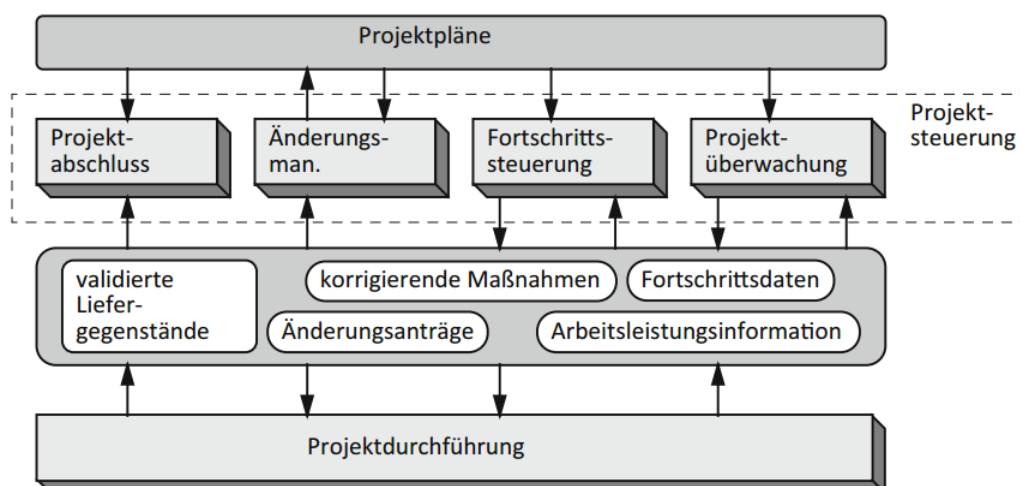 Projektpläne
Projekt-
steuerung
Projekt-
abschluss
Änderungs-
man.
Fortschritts-
steuerung
Projekt-
überwachung
validierte
Liefer-
gegenstände
korrigierende Maßnahmen
Fortschrittsdaten
Änderungsanträge
Arbeitsleistungsinformation
Projektdurchführung